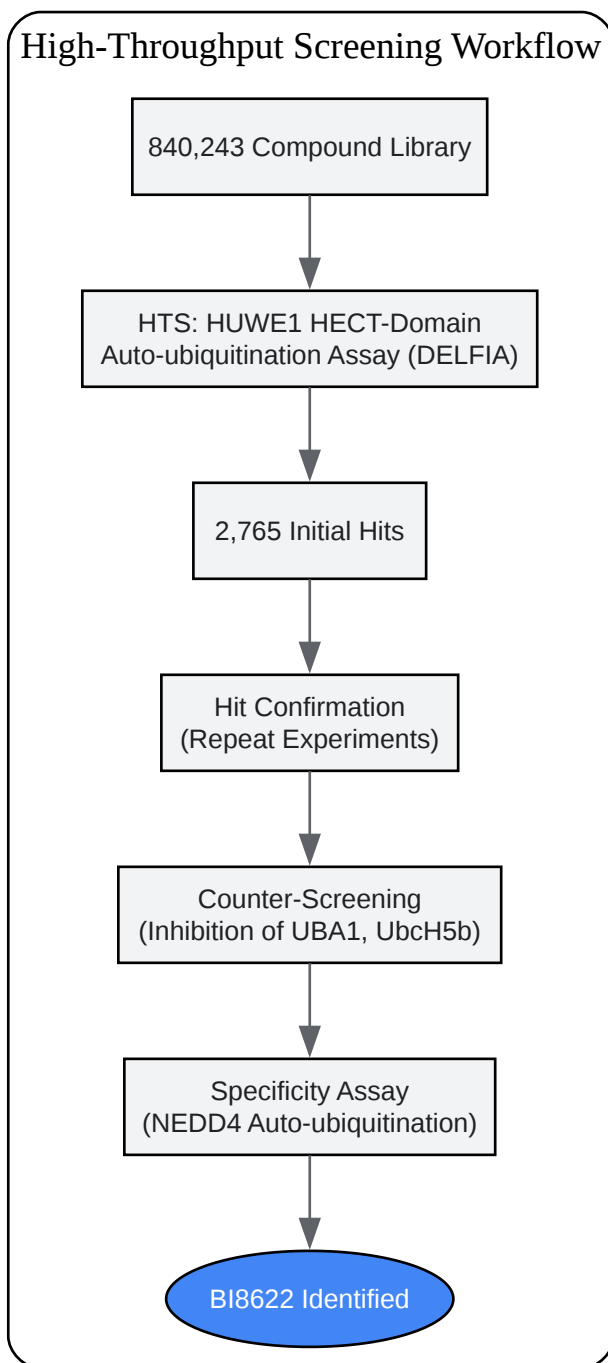 High-Throughput Screening Workflow
840,243 Compound Library
HTS: HUWE1 HECT-Domain
Auto-ubiquitination Assay (DELFIA)
2,765 Initial Hits
Hit Confirmation
(Repeat Experiments)
Counter-Screening
(Inhibition of UBA1, UbcH5b)
Specificity Assay
(NEDD4 Auto-ubiquitination)
BI8622 Identified